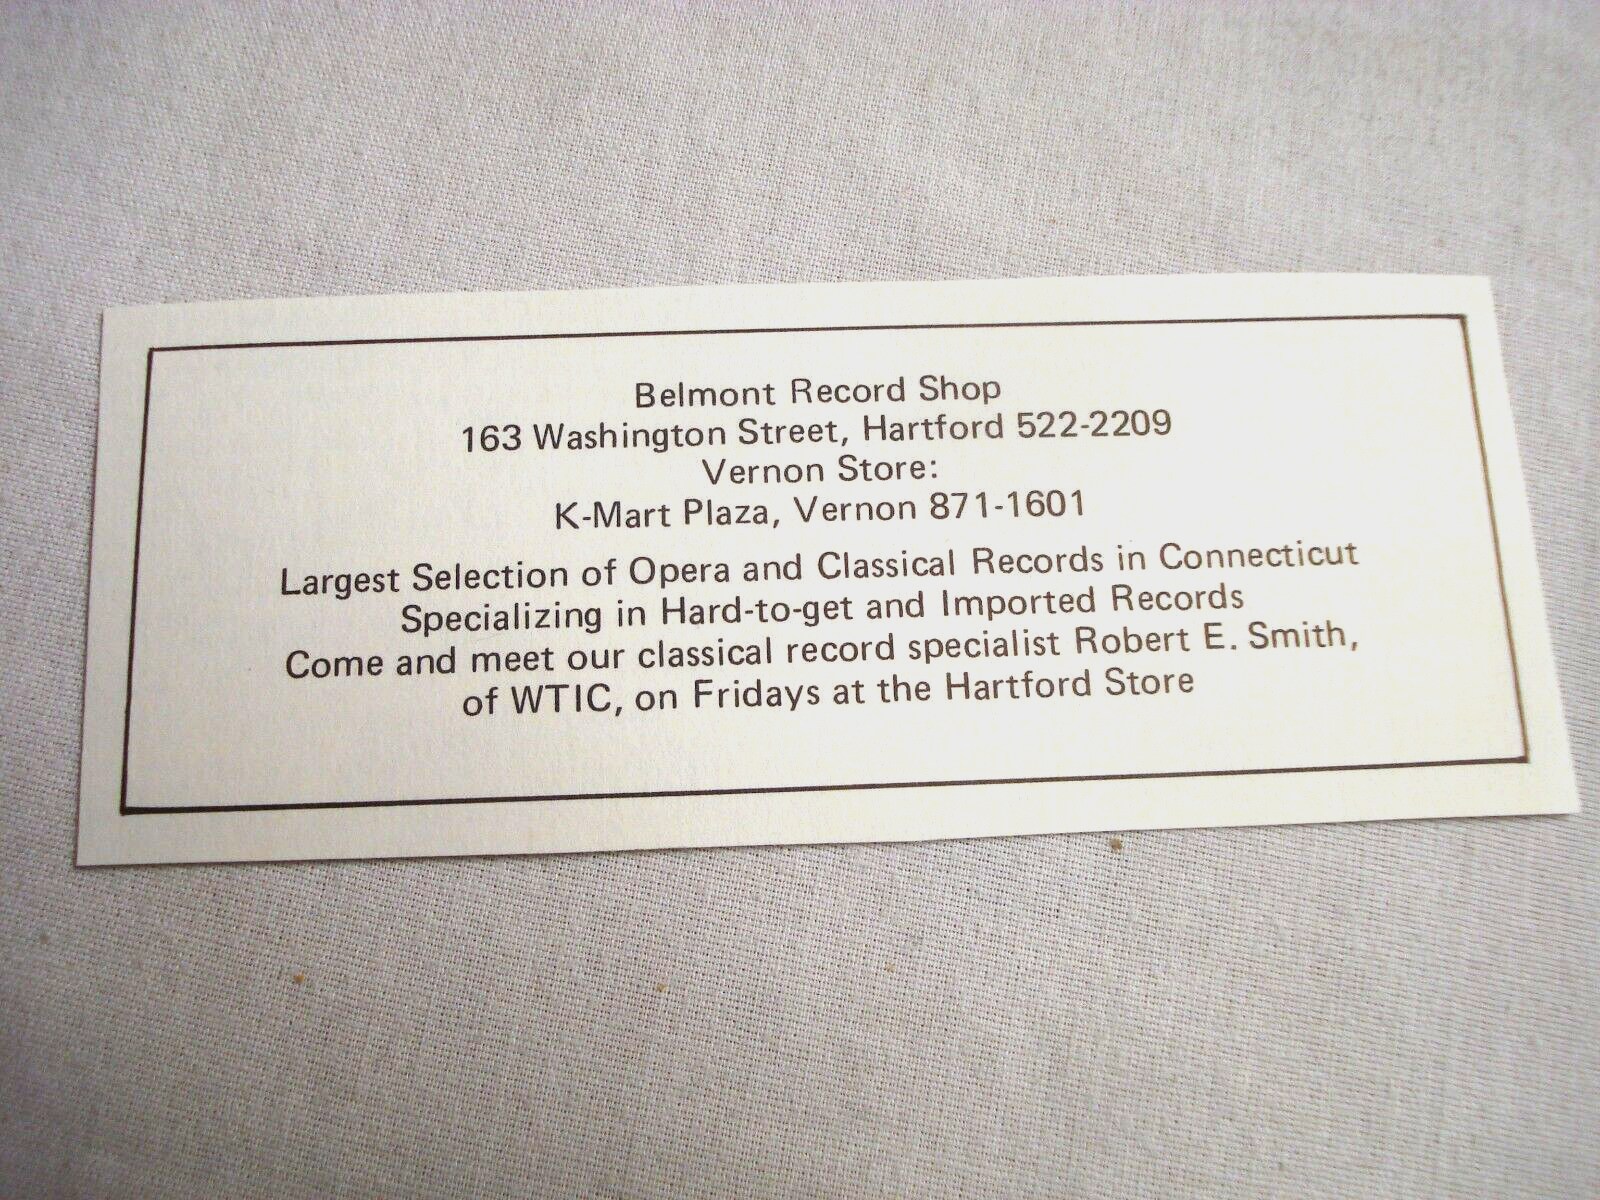 Belmont Record Shop
163 Washington Street, Hartford 522-2209
Vernon Store:
K-Mart Plaza, Vernon 871-1601
Largest Selection of Opera and Classical Records in Connecticut
Specializing in Hard-to-get and Imported Records
Come and meet our classical record specialist Robert E. Smith,
of WTIC, on Fridays at the Hartford Store